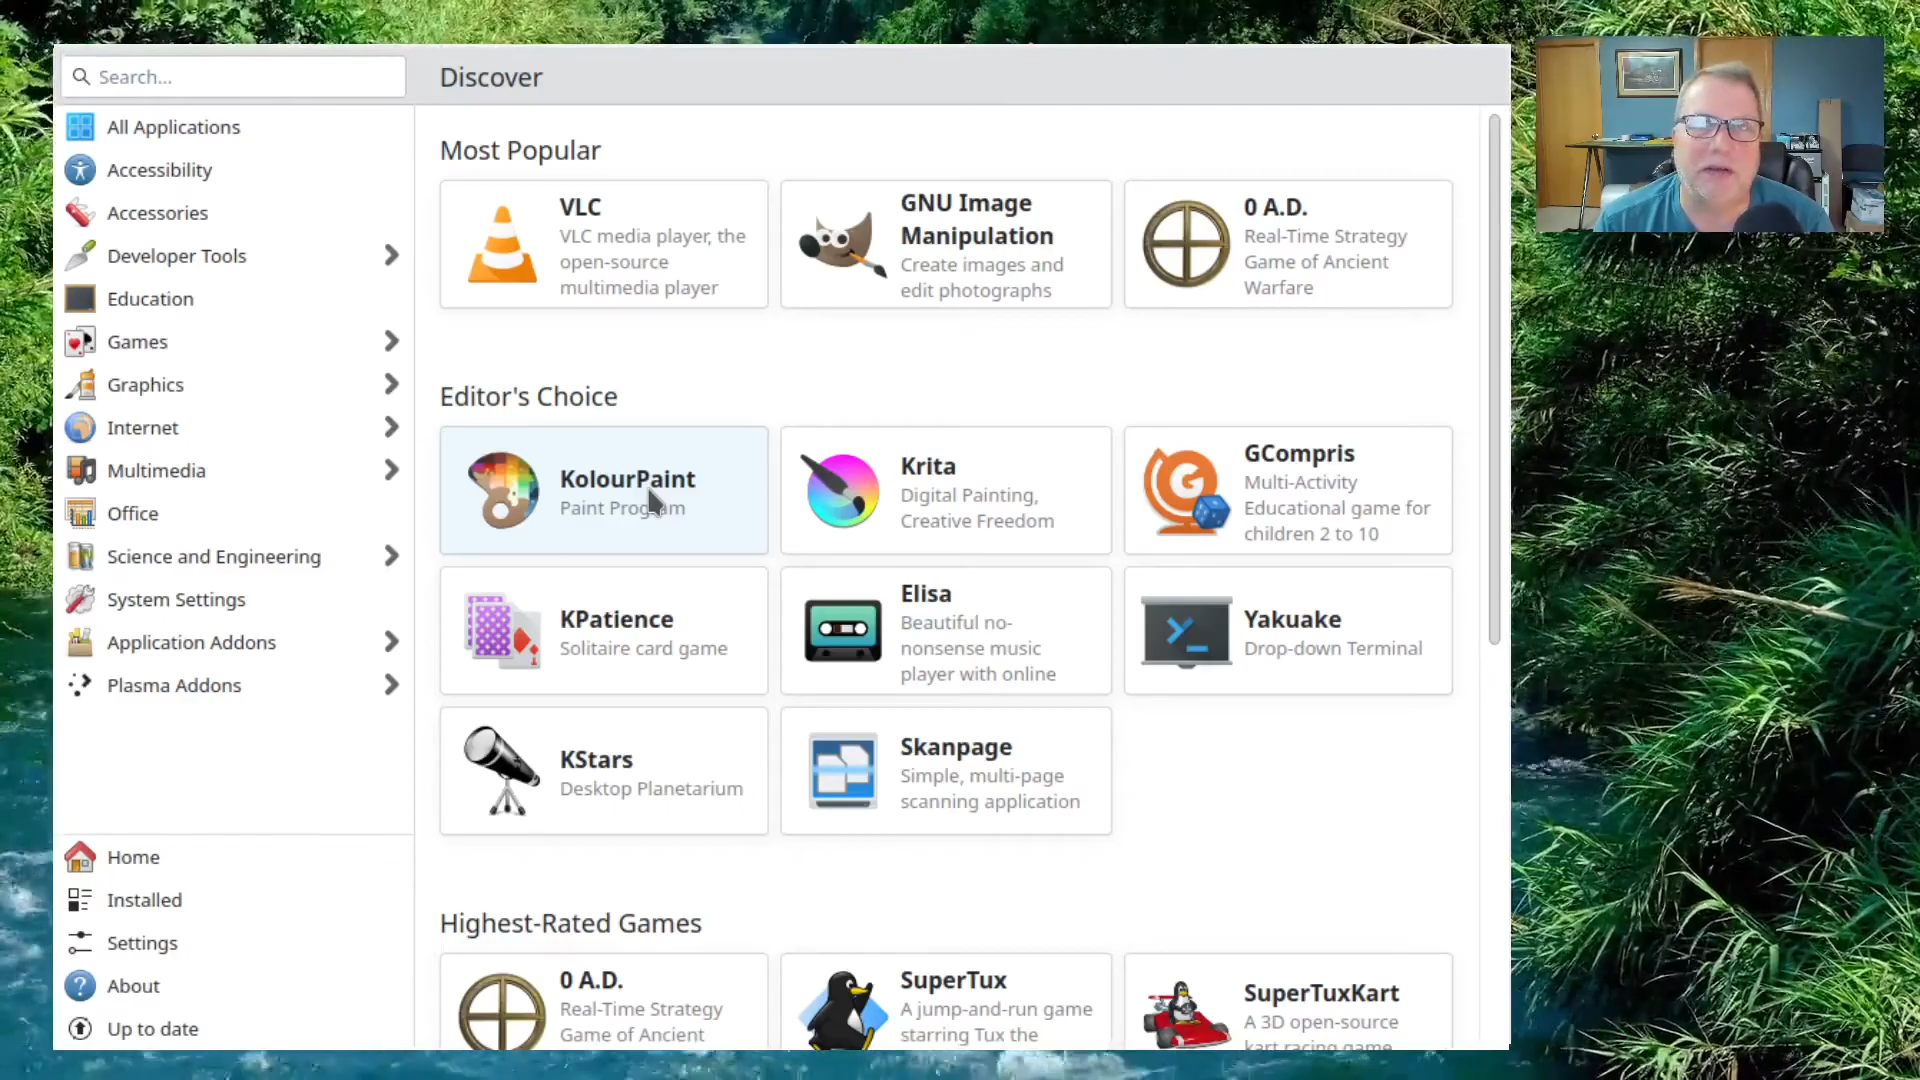 Search...
Discover
All Applications
Accessibility
Accessories
Developer Tools
Education
Games
Graphics
Internet
Multimedia
Office
Science and Engineering
System Settings
Application Addons
Plasma Addons
Home
Installed
Settings
About
Up to date
Most Popular
VLC
VLC media player, the
open-source
multimedia player
GNU Image
Manipulation
Create images and
edit photographs
0 A.D.
Real-Time Strategy
Game of Ancient
Warfare
Editor's Choice
KolourPaint
Paint Program
Krita
Digital Painting,
Creative Freedom
GCompris
Multi-Activity
Educational game for
children 2 to 10
KPatience
Solitaire card game
Elisa
Beautiful no-
nonsense music
player with online
Yakuake
Drop-down Terminal
KStars
Desktop Planetarium
Skanpage
Simple, multi-page
scanning application
Highest-Rated Games
0 A.D.
Real-Time Strategy
Game of Ancient
SuperTux
A jump-and-run game
starring Tux the
SuperTuxKart
A 3D open-source
kart racing game